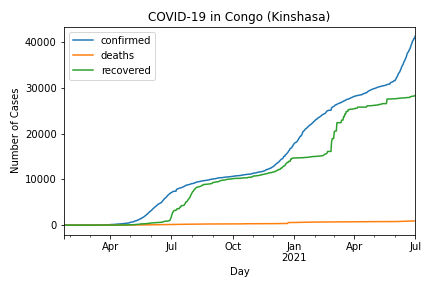 COVID-19 in Congo (Kinshasa)
confirmed
deaths
recovered
Number of Cases
40000
30000
20000
10000
0
Apr Jul Oct Jan Apr Jul
2021
Day